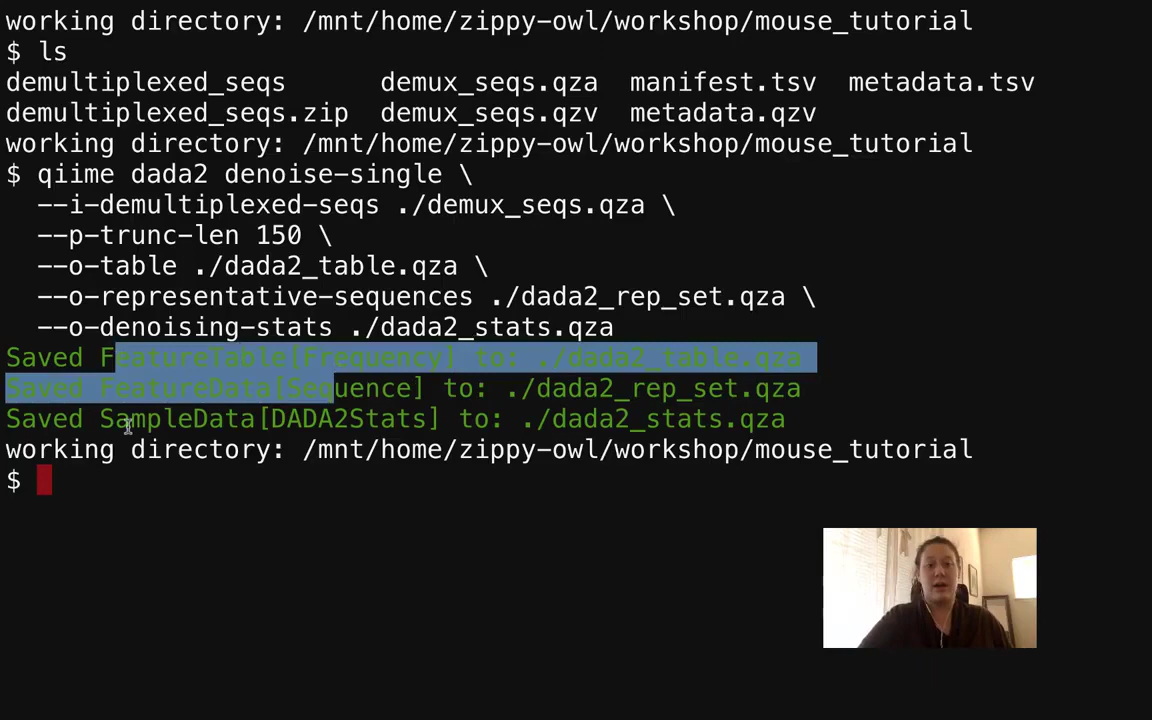 working directory: /mnt/home/zippy-owl/workshop/mouse_tutorial
$ ls
demultiplexed_seqs      demux_seqs.qza  manifest.tsv  metadata.tsv
demultiplexed_seqs.zip  demux_seqs.qzv  metadata.qzv
working directory: /mnt/home/zippy-owl/workshop/mouse_tutorial
$ qiime dada2 denoise-single \
  --i-demultiplexed-seqs ./demux_seqs.qza \
  --p-trunc-len 150 \
  --o-table ./dada2_table.qza \
  --o-representative-sequences ./dada2_rep_set.qza \
  --o-denoising-stats ./dada2_stats.qza
Saved FeatureTable[Frequency] to: ./dada2_table.qza
Saved FeatureData[Sequence] to: ./dada2_rep_set.qza
Saved SampleData[DADA2Stats] to: ./dada2_stats.qza
working directory: /mnt/home/zippy-owl/workshop/mouse_tutorial
$